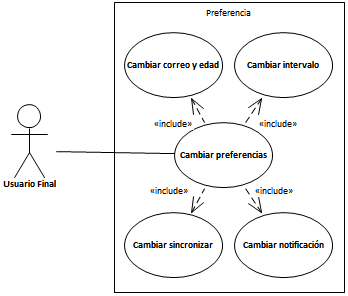 Preferencia
Cambiar correo y edad
Cambiar intervalo
«include»
«include»
Cambiar preferencias
Usuario Final
«include»
«include»
Cambiar sincronizar
Cambiar notificación